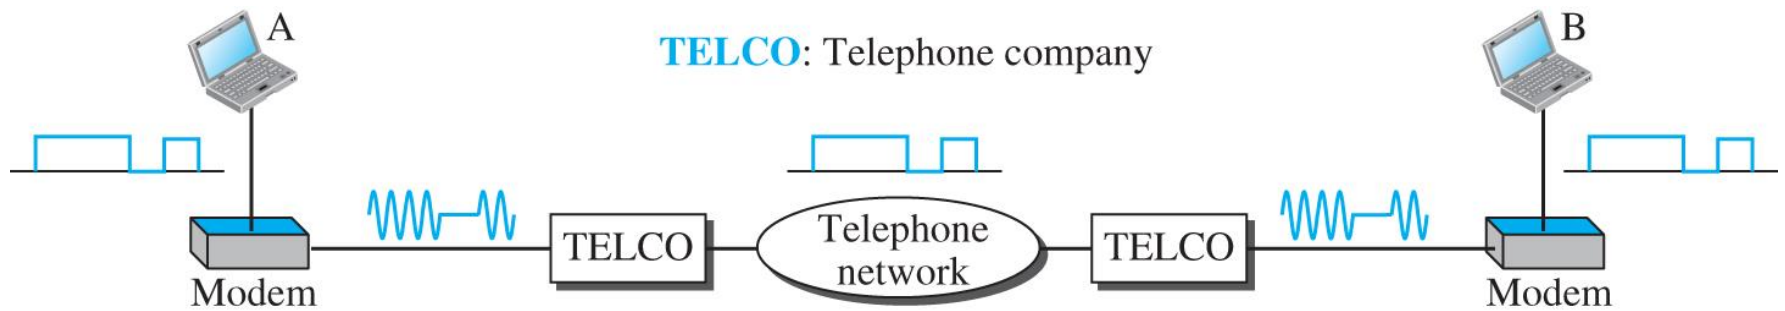 A
TELCO: Telephone company
B
TELCO
Telephone
network
TELCO
Modem
Modem